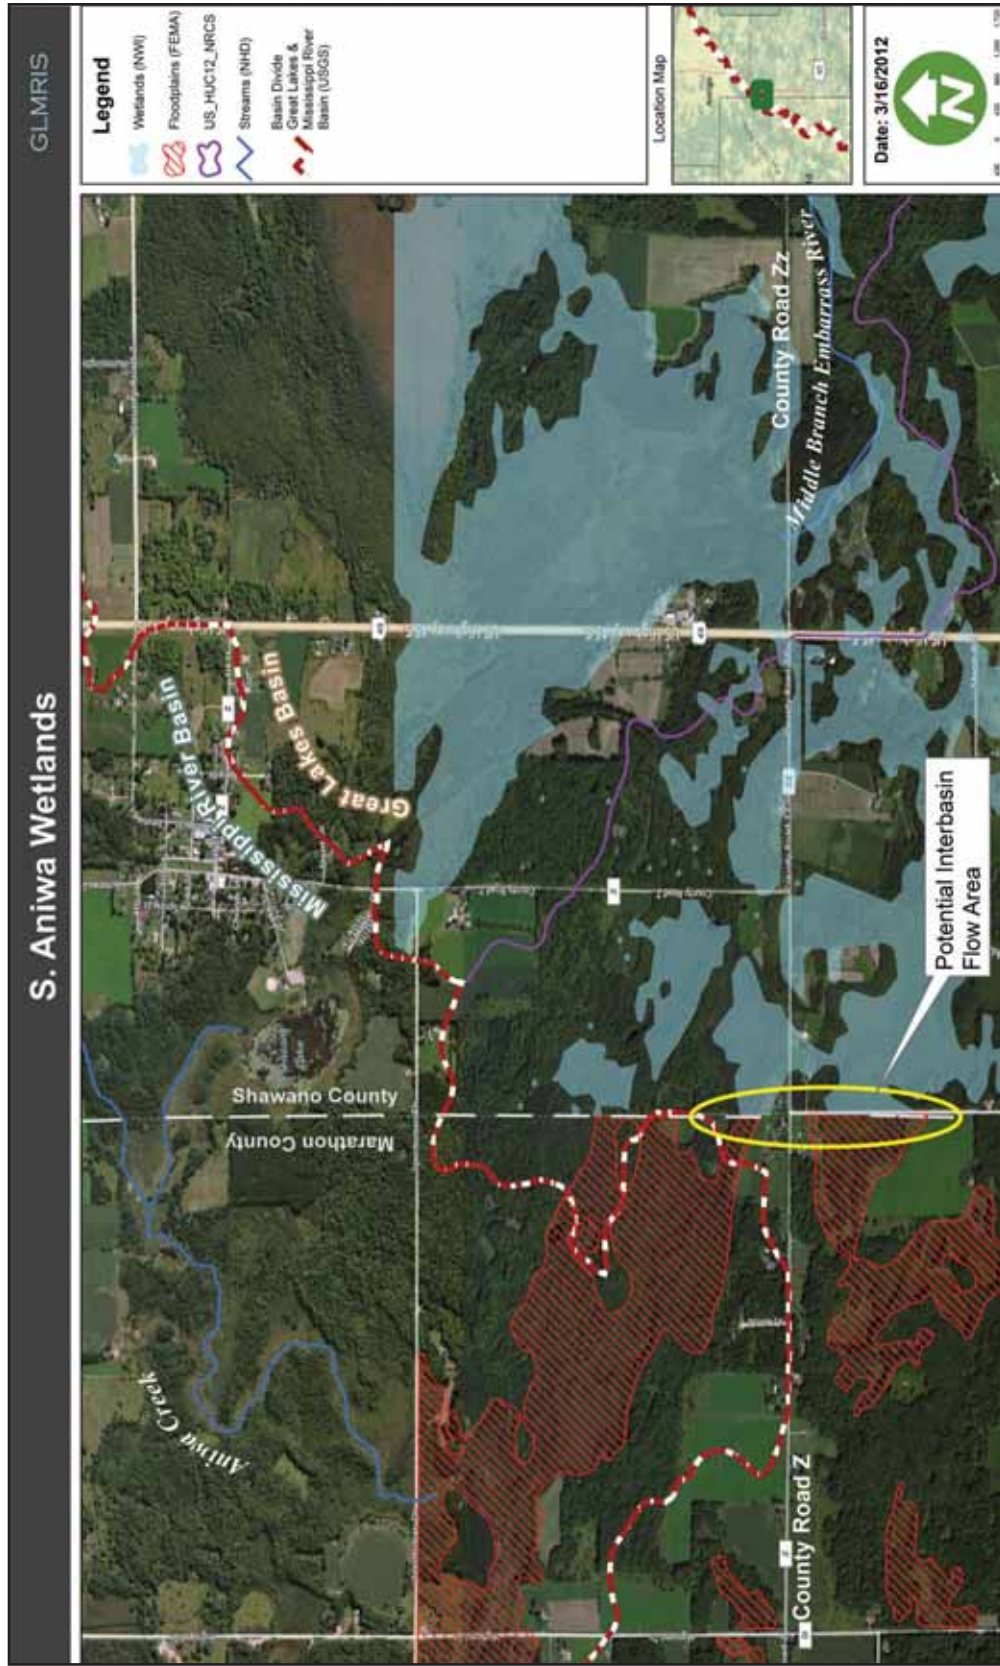 S. Aniwa Wetlands
GLMRIS
Legend
Wetlands (NWI)
Floodplains (FEMA)
US_HUC12_NRCS
Streams (NHD)
Basin Divide
Great Lakes &
Mississippi River
Basin (USGS)
Location Map
Date: 3/16/2012
N
Mississippi River Basin
Great Lakes Basin
Shawano County
Marathon County
Aniwa Creek
County Road Z
County Road Zz
Middle Branch Embarrass River
Potential Interbasin
Flow Area